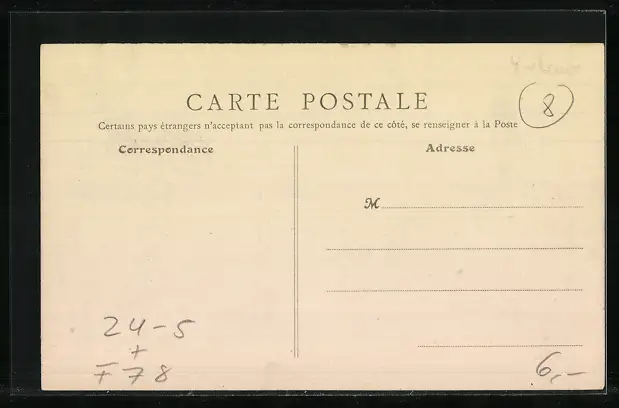 CARTE POSTALE
8
Certains pays étrangers n'acceptant pas la correspondance de ce côté, se renseigner à la Poste
Correspondance
Adresse
M
24-5
+
F78
6,-